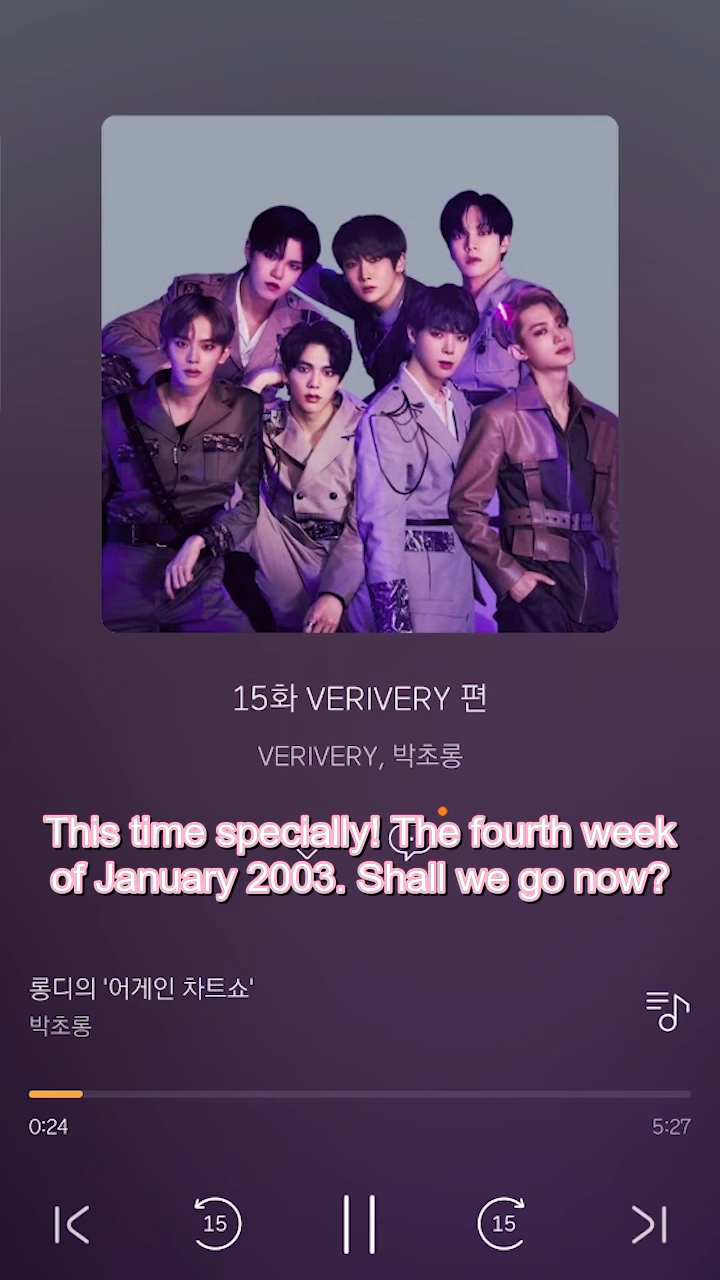 15화 VERIVERY 편
VERIVERY, 박초롱
This time specially! The fourth week
of January 2003. Shall we go now?
롱디의 '어게인 차트쇼'
박초롱
0:24
5:27
15
15